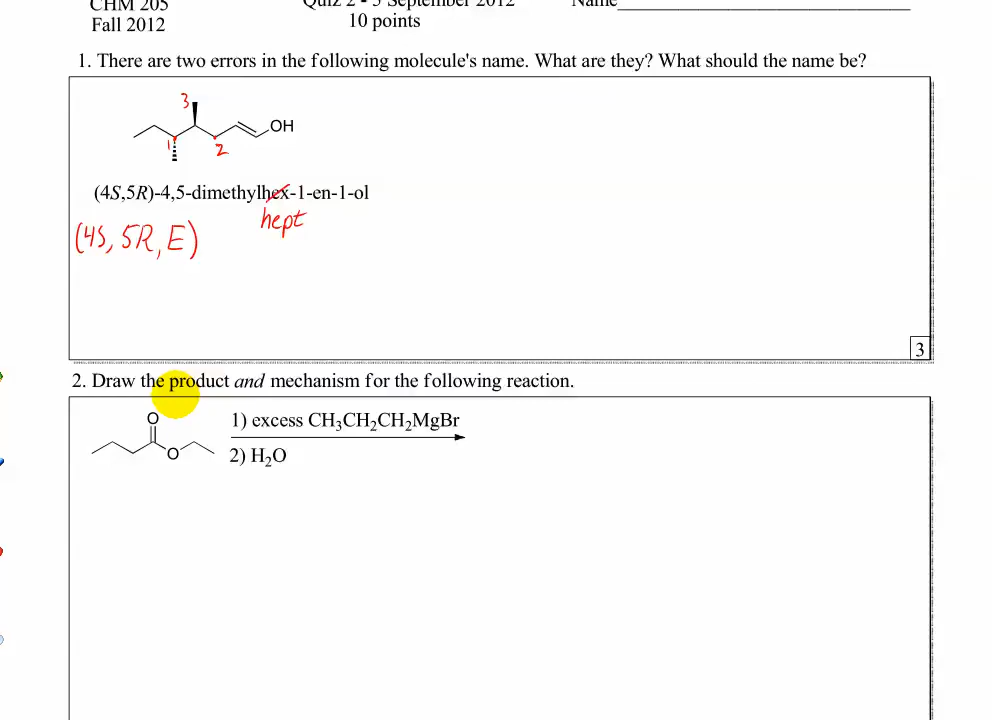 CHM 205
Quiz 2 - 5 September 2012
Name
Fall 2012
10 points
1. There are two errors in the following molecule's name. What are they? What should the name be?
3
OH
1
2
(4S,5R)-4,5-dimethylhex-1-en-1-ol
hept
(4S, 5R, E)
3
2. Draw the product and mechanism for the following reaction.
O
O
1) excess CH₃CH₂CH₂MgBr
2) H₂O